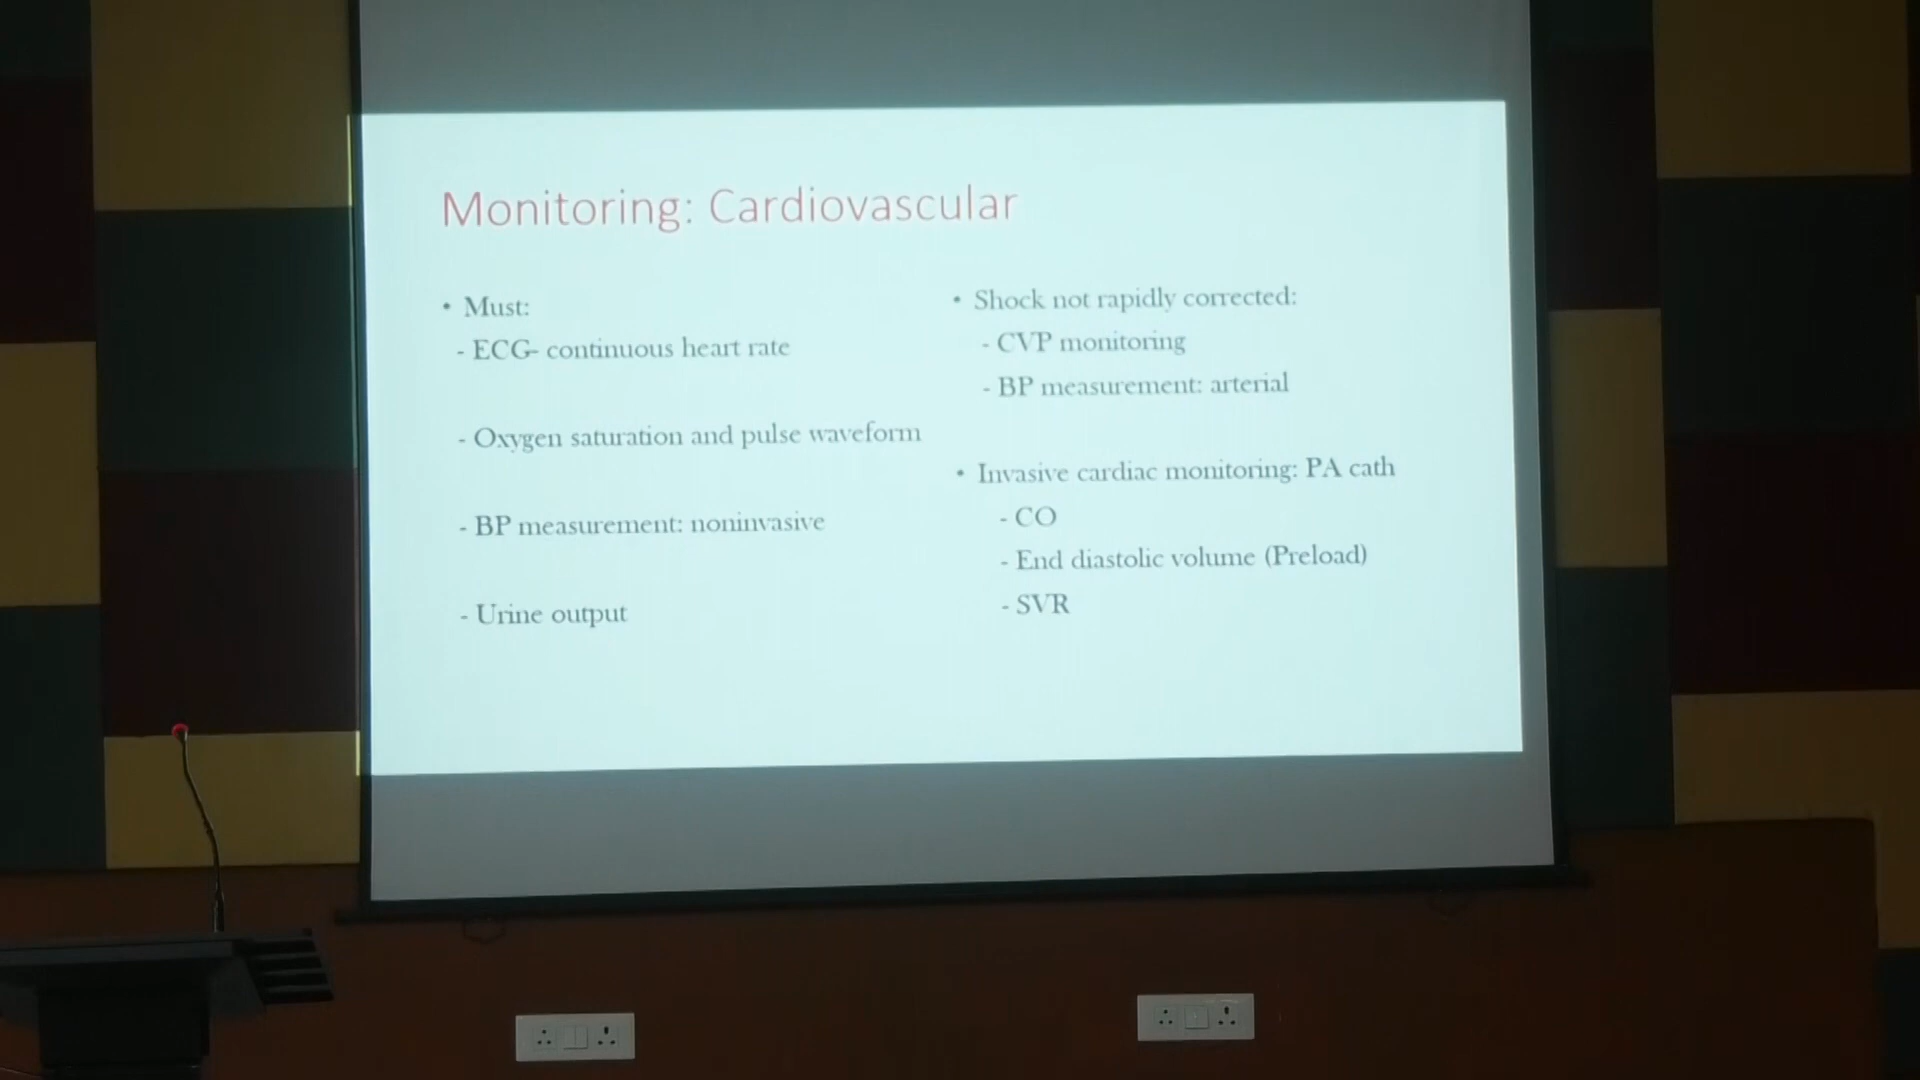 Monitoring: Cardiovascular
• Must:
- ECG- continuous heart rate
- Oxygen saturation and pulse waveform
- BP measurement: noninvasive
- Urine output
• Shock not rapidly corrected:
- CVP monitoring
- BP measurement: arterial
• Invasive cardiac monitoring: PA cath
- CO
- End diastolic volume (Preload)
- SVR